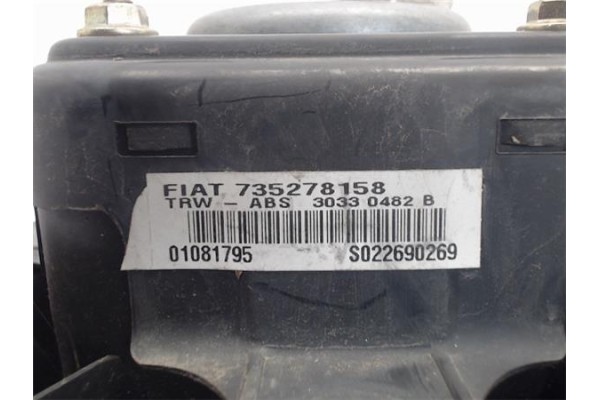 FIAT 735278158
TRW - ABS 3033 0482 B
01081795 S022690269